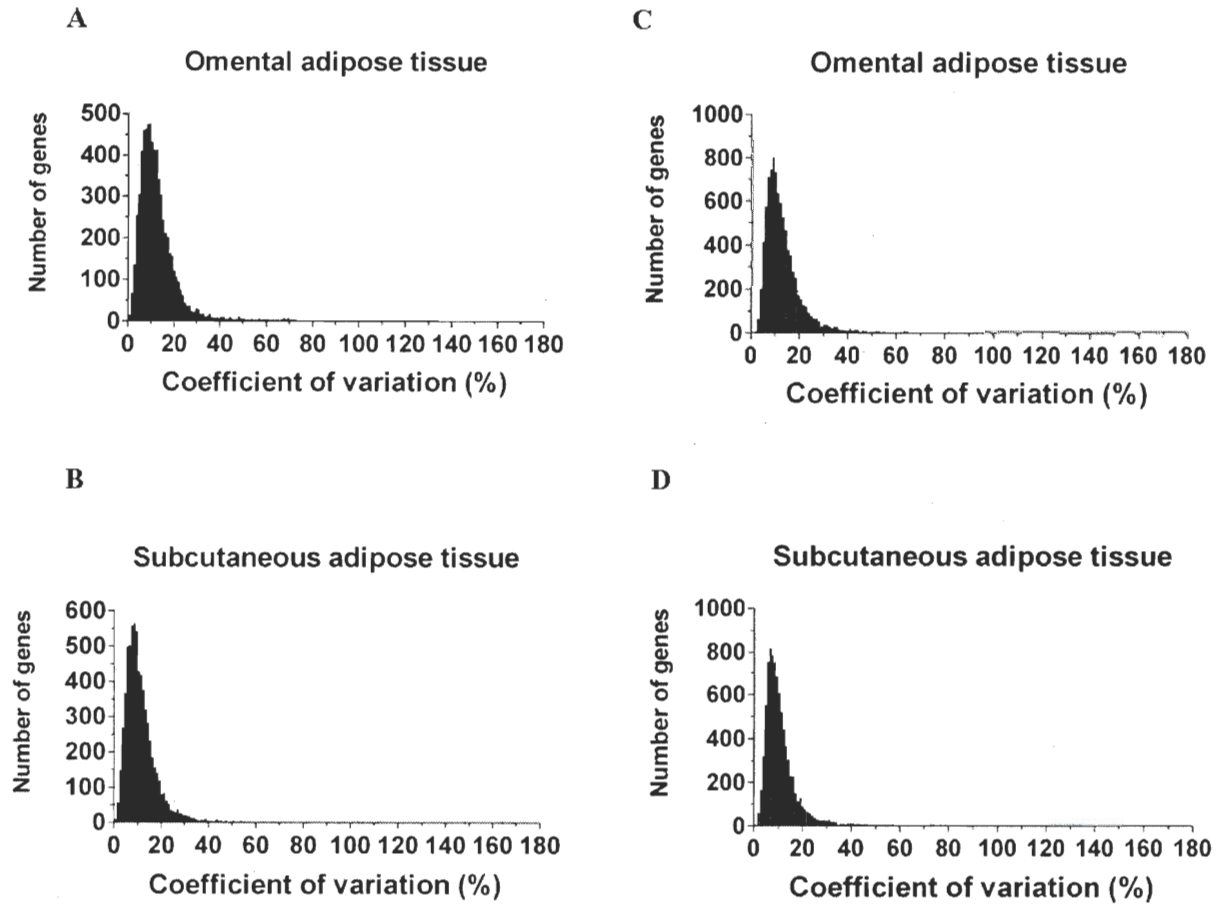 A
Omental adipose tissue
Number of genes
500
400
300
200
100
0
0 20 40 60 80 100 120 140 160 180
Coefficient of variation (%)
C
Omental adipose tissue
Number of genes
1000
800
600
400
200
0
0 20 40 60 80 100 120 140 160 180
Coefficient of variation (%)
B
Subcutaneous adipose tissue
Number of genes
600
500
400
300
200
100
0
0 20 40 60 80 100 120 140 160 180
Coefficient of variation (%)
D
Subcutaneous adipose tissue
Number of genes
1000
800
600
400
200
0
0 20 40 60 80 100 120 140 160 180
Coefficient of variation (%)